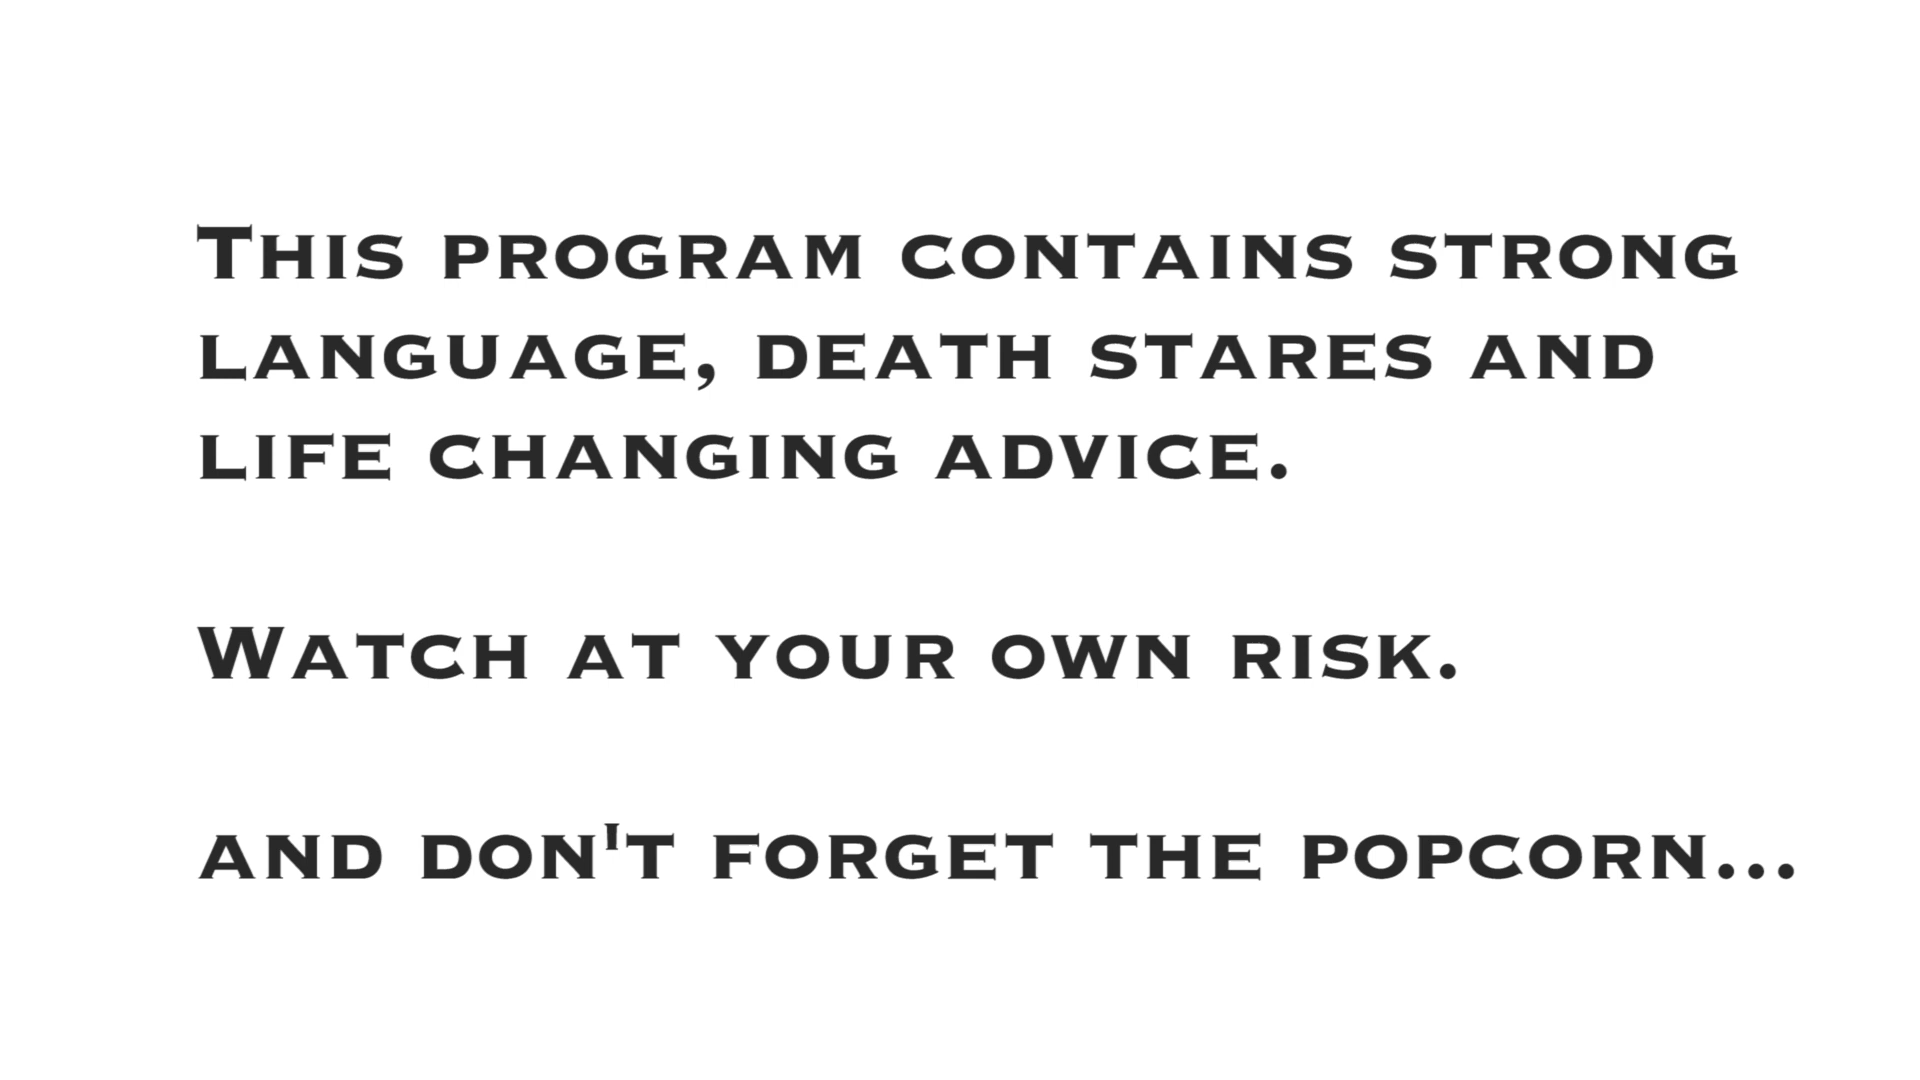 This program contains strong
language, death stares and
life changing advice.
Watch at your own risk.
and don't forget the popcorn...